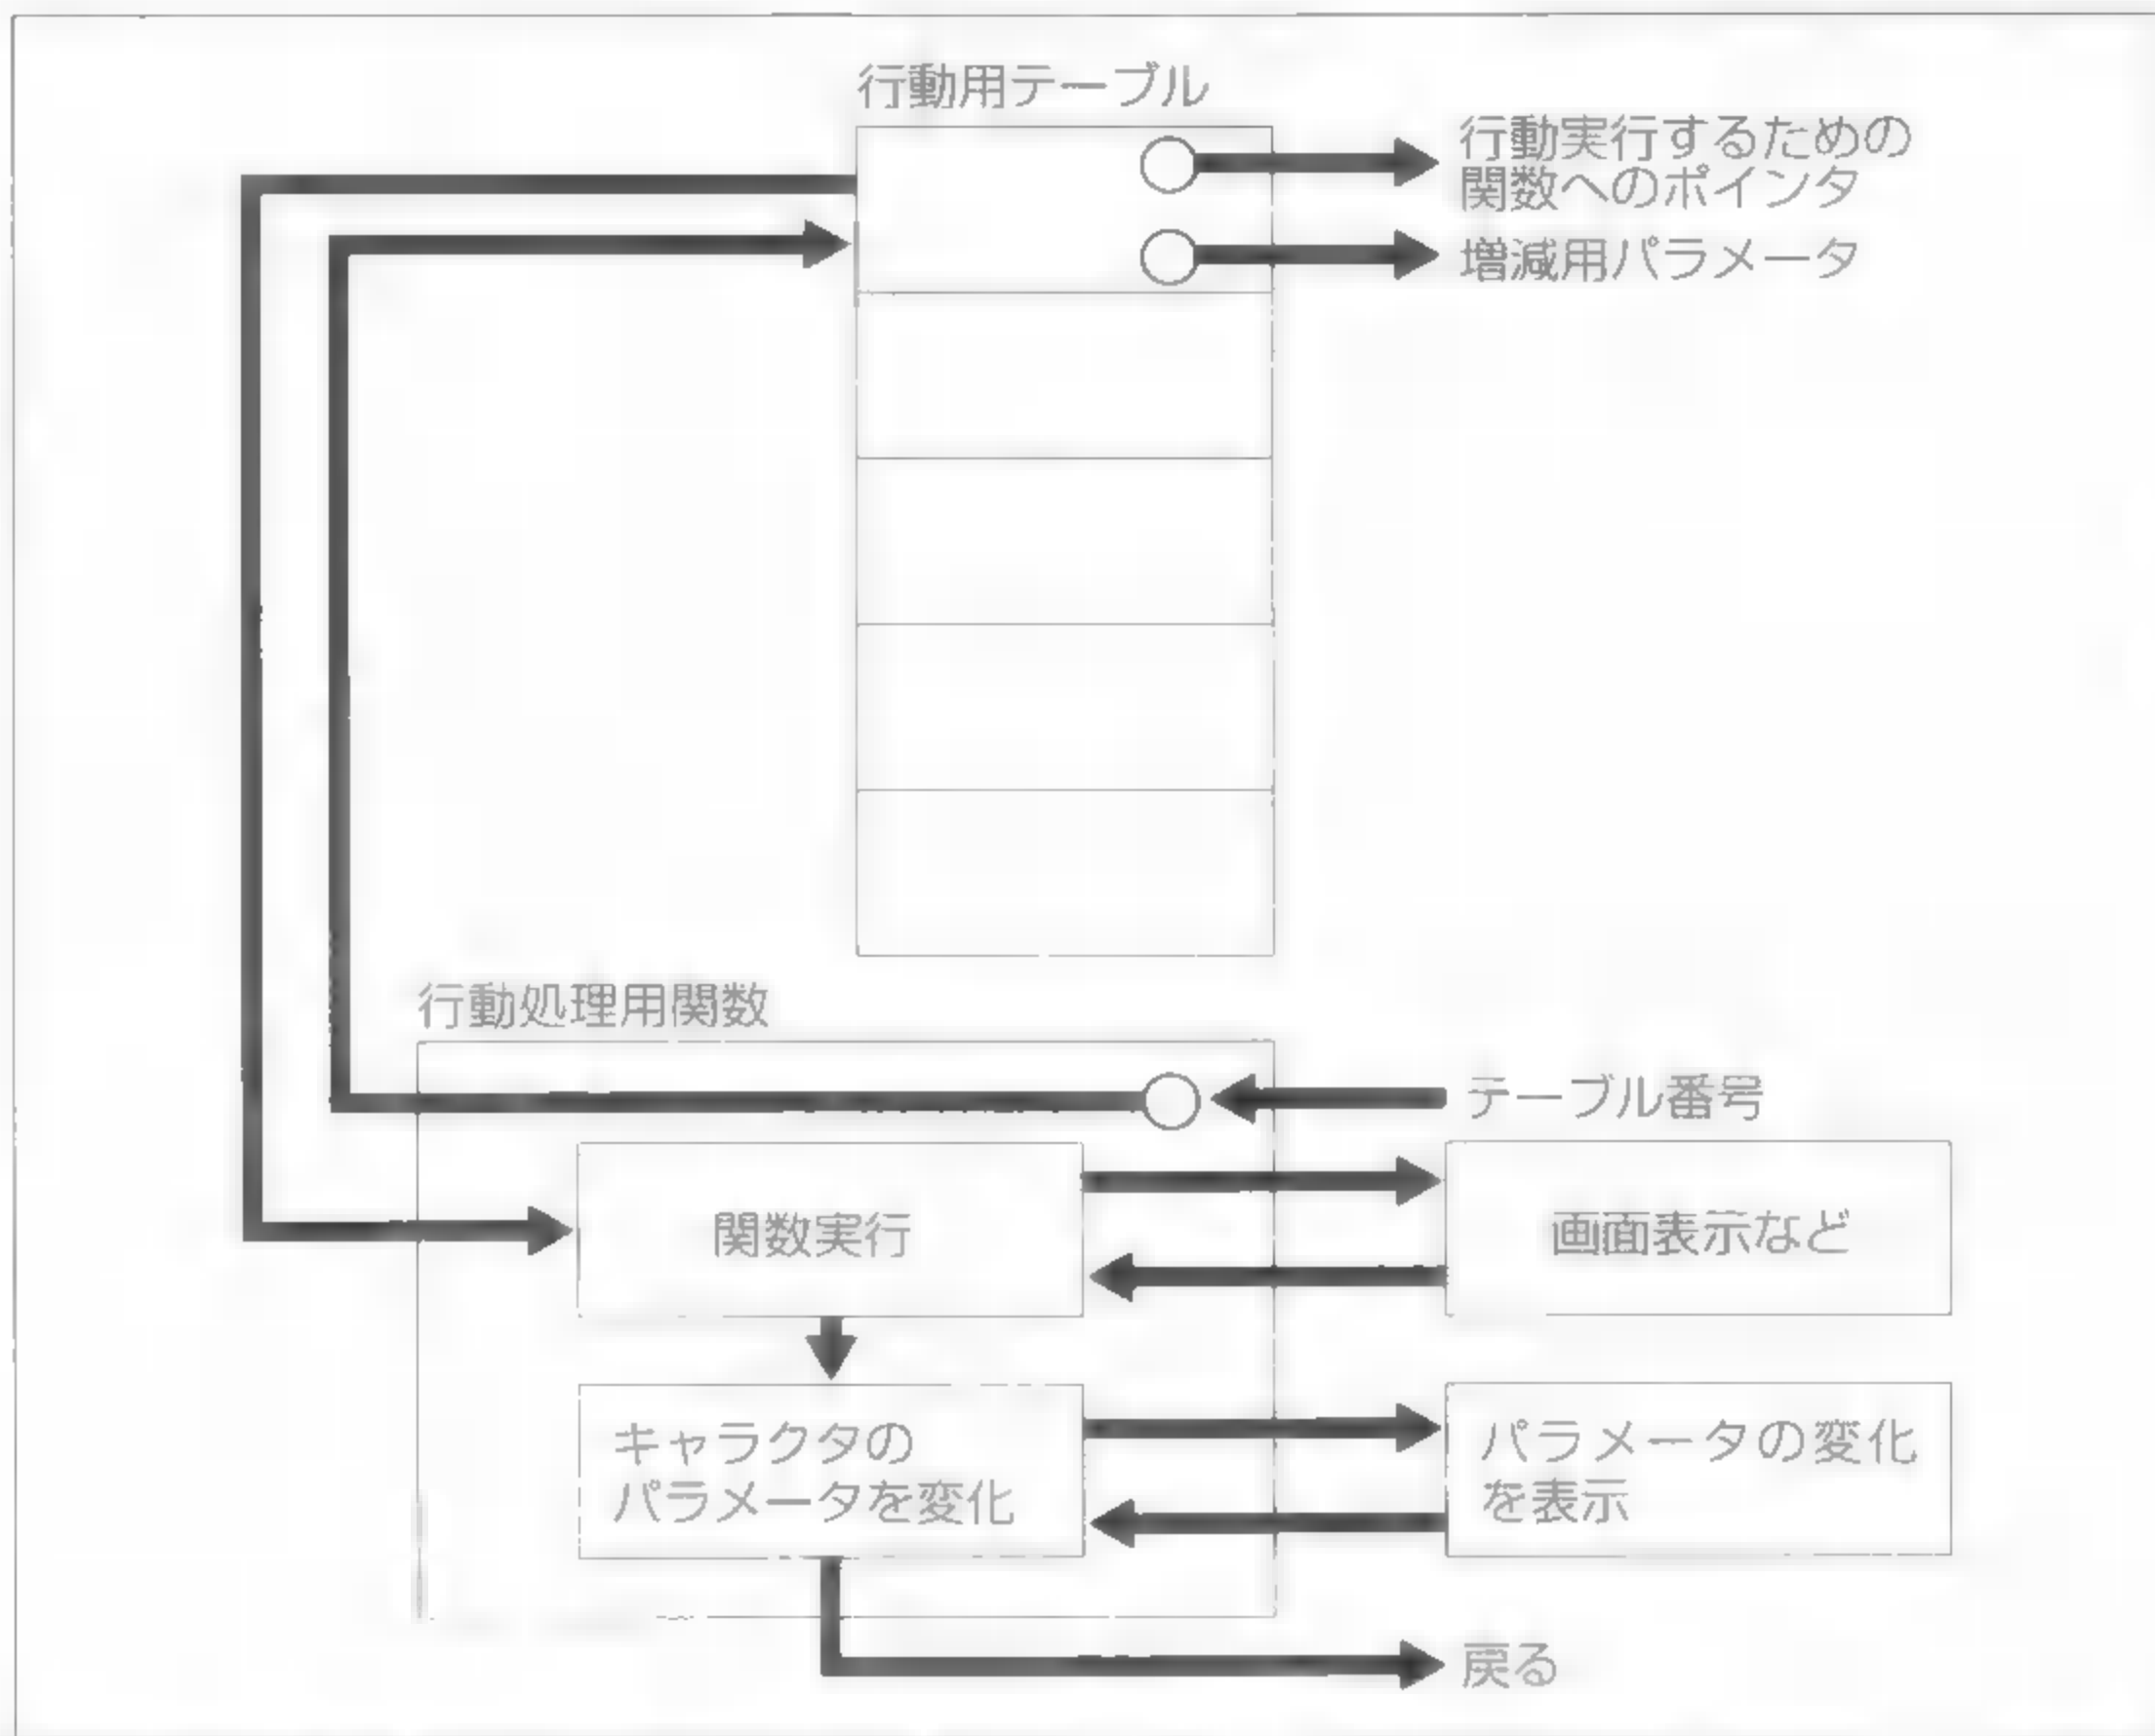 行動用テーブル
行動実行するための
関数へのポインタ
増減用パラメータ
行動処理用関数
テーブル番号
関数実行
画面表示など
キャラクタの
パラメータを変化
パラメータの変化
を表示
戻る